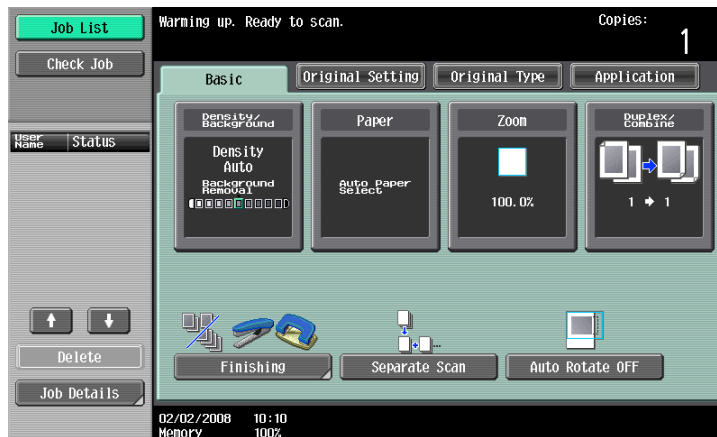 Job List
Check Job
User Name
Status
Delete
Job Details
Warming up. Ready to scan.
Copies:
1
Basic
Original Setting
Original Type
Application
Density/
Background
Density
Auto
Background
Removal
Paper
Auto Paper
Select
Zoom
100.0%
Duplex/
Combine
1 → 1
Finishing
Separate Scan
Auto Rotate OFF
02/02/2008 10:10
Memory 100%